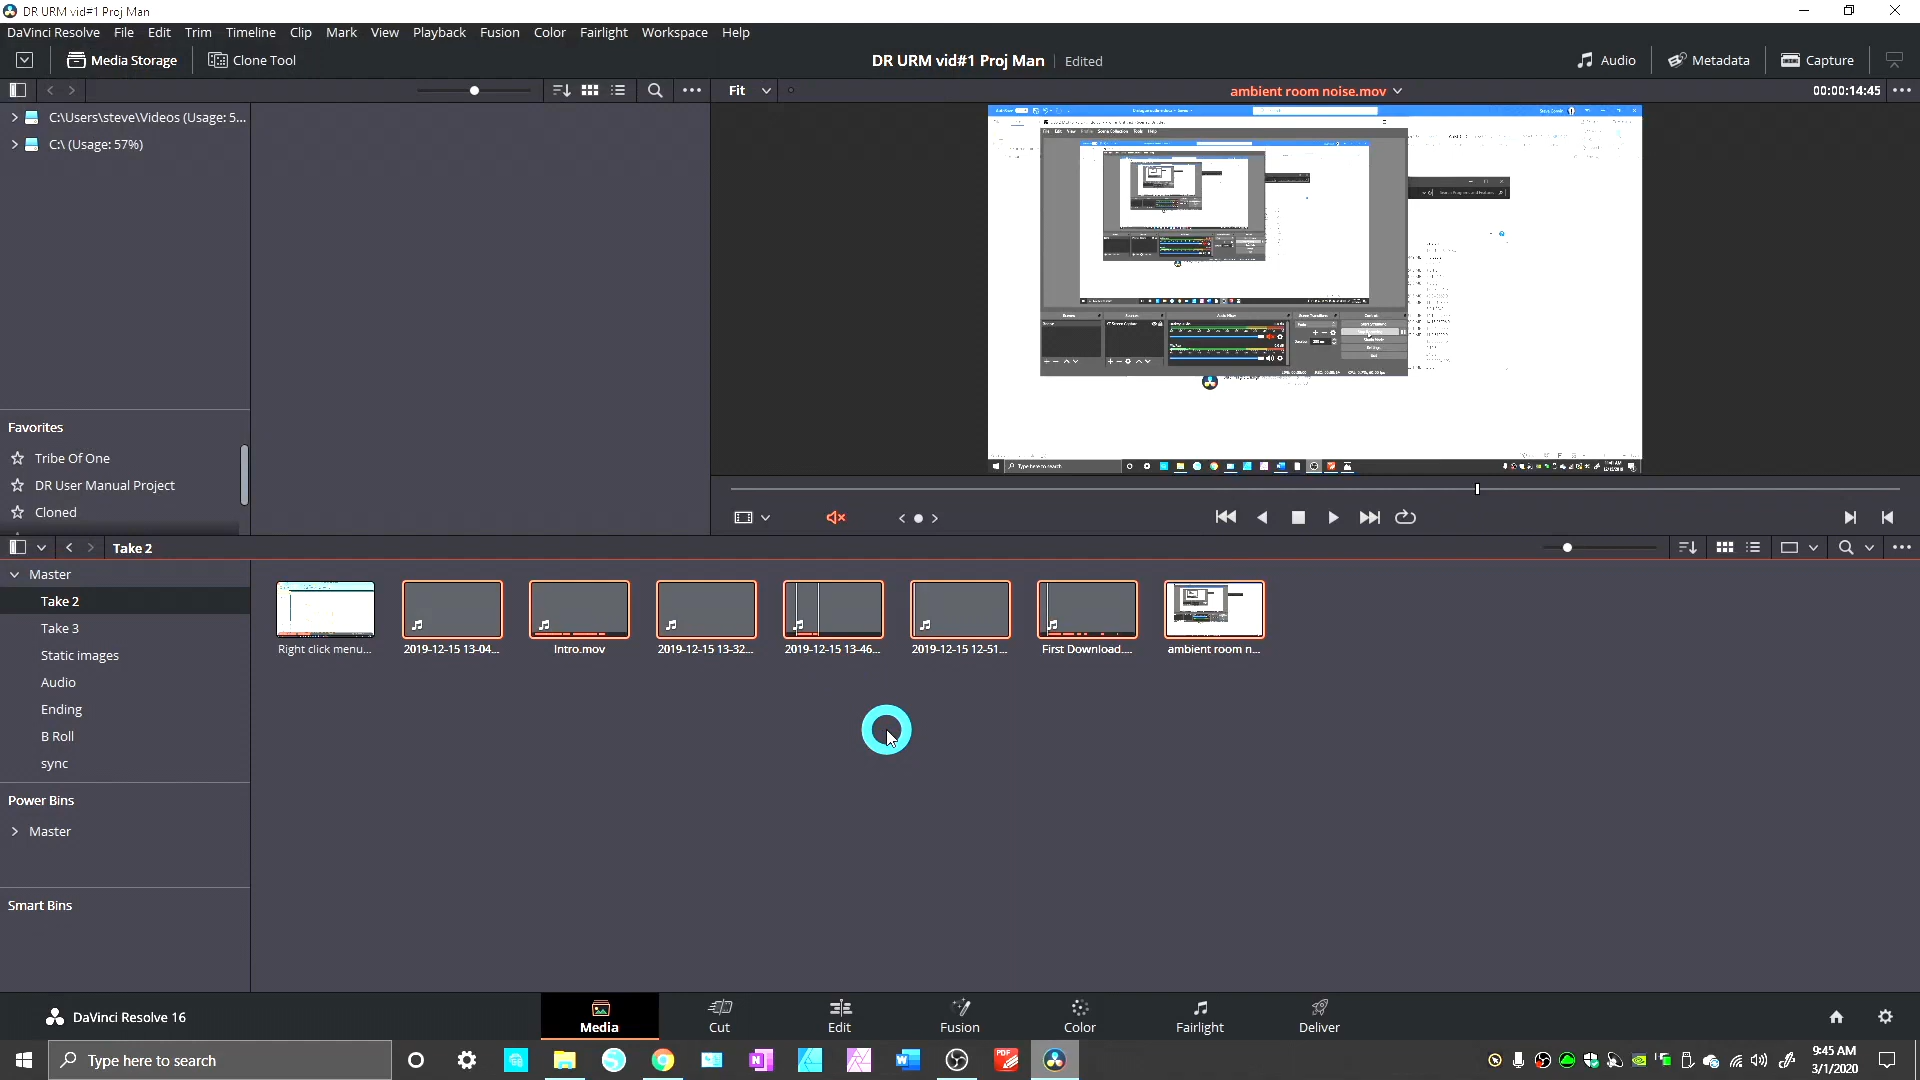 DR URM vid#1 Proj Man
DaVinci Resolve File Edit Trim Timeline Clip Mark View Playback Fusion Color Fairlight Workspace Help
Media Storage Clone Tool DR URM vid#1 Proj Man Edited Audio Metadata Capture
Fit ambient room noise.mov 00:00:14:45
C:\Users\steve\Videos (Usage: 5...
C:\ (Usage: 57%)
Favorites
Tribe Of One
DR User Manual Project
Cloned
Take 2
Master
Take 2
Take 3
Static images
Audio
Ending
B Roll
sync
Right click menu... 2019-12-15 13-04... Intro.mov 2019-12-15 13-32... 2019-12-15 13-46... 2019-12-15 12-51... First Download.... ambient room n...
Power Bins
Master
Smart Bins
DaVinci Resolve 16
Media Cut Edit Fusion Color Fairlight Deliver
Type here to search
PDF
9:45 AM
3/1/2020